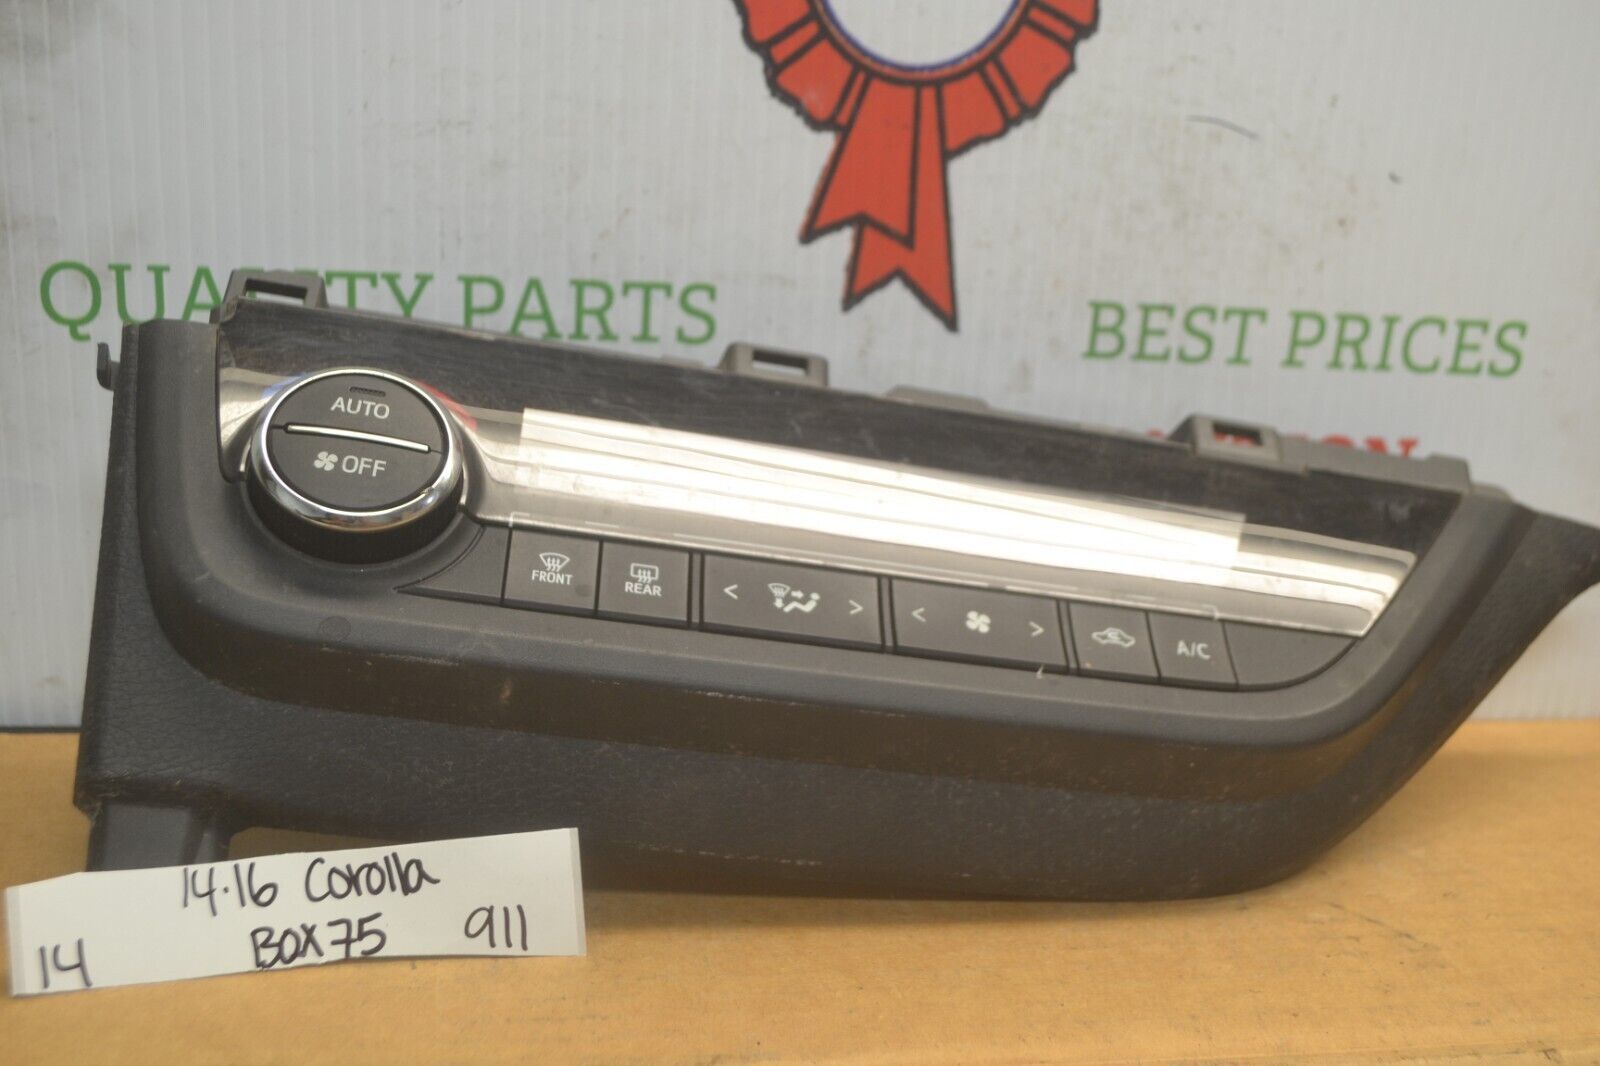 QUALITY PARTS
BEST PRICES
AUTO
OFF
FRONT
REAR
< >
< >
A/C
14-16 Corolla
14 BOX 75 911